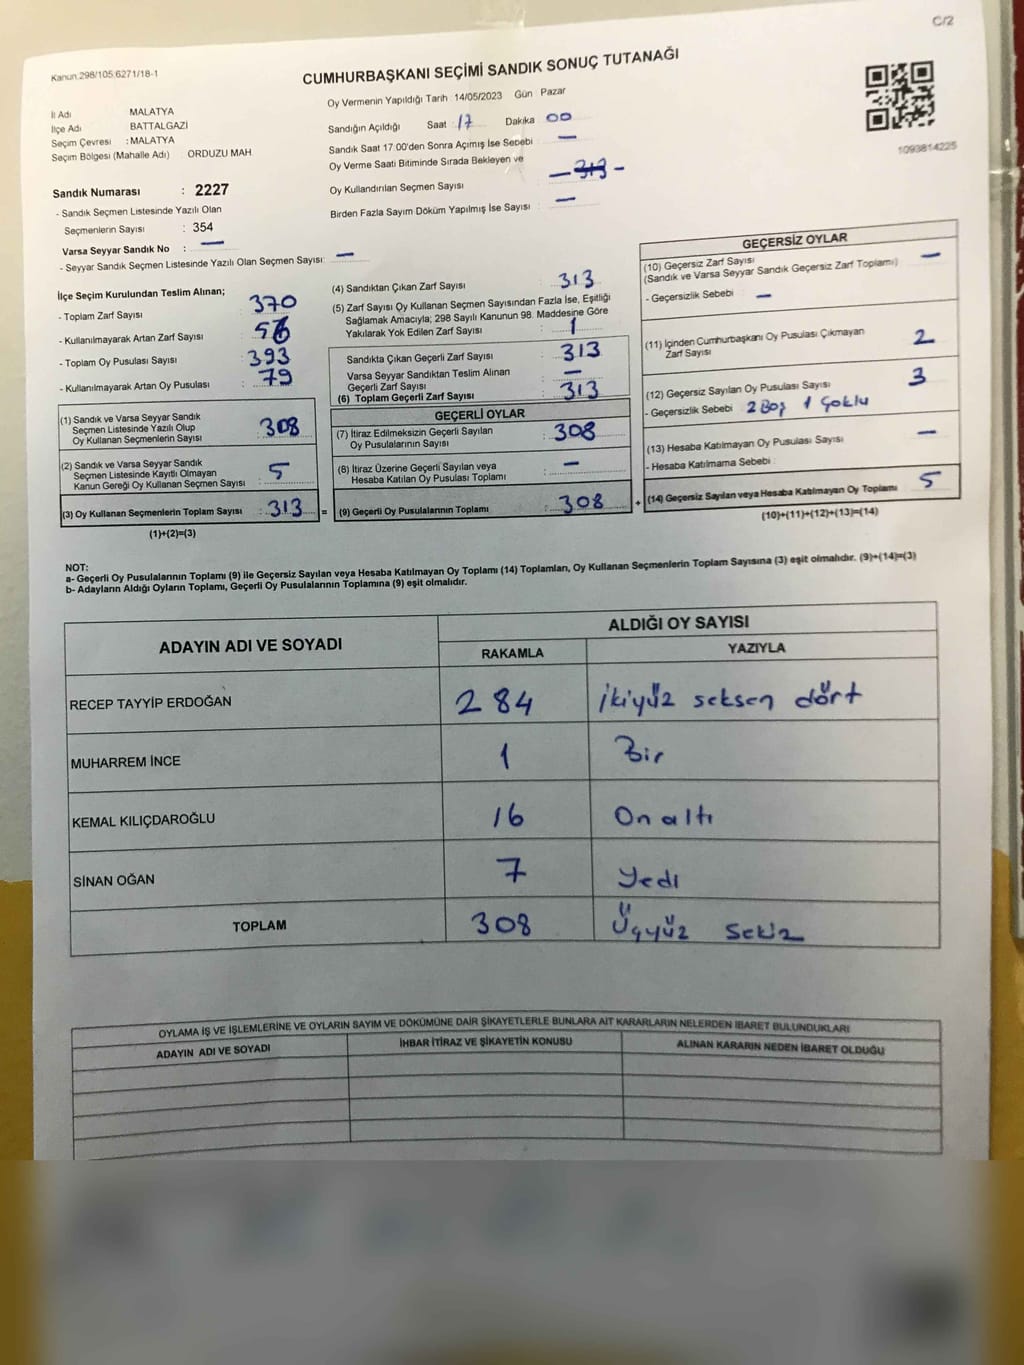 C/2
Kanun.298/105.6271/18-1
CUMHURBAŞKANI SEÇİMİ SANDIK SONUÇ TUTANAĞI
İl Adı MALATYA
İlçe Adı BATTALGAZİ
Seçim Çevresi : MALATYA
Seçim Bölgesi (Mahalle Adı) ORDUZU MAH.
Sandık Numarası : 2227
- Sandık Seçmen Listesinde Yazılı Olan
Seçmenlerin Sayısı : 354
Varsa Seyyar Sandık No : —
- Seyyar Sandık Seçmen Listesinde Yazılı Olan Seçmen Sayısı: —
Oy Vermenin Yapıldığı Tarih : 14/05/2023 Gün : Pazar
Sandığın Açıldığı Saat : 17 Dakika : 00
Sandık Saat 17.00'den Sonra Açımış İse Sebebi : —
Oy Verme Saati Bitiminde Sırada Bekleyen ve
Oy Kullandırılan Seçmen Sayısı — 313 —
Birden Fazla Sayım Döküm Yapılmış İse Sayısı : —
1093814225
İlçe Seçim Kurulundan Teslim Alınan;
- Toplam Zarf Sayısı : 370
- Kullanılmayarak Artan Zarf Sayısı :
- Toplam Oy Pusulası Sayısı : 393
- Kullanılmayarak Artan Oy Pusulası : 79
(1) Sandık ve Varsa Seyyar Sandık
Seçmen Listesinde Yazılı Olup
Oy Kullanan Seçmenlerin Sayısı : 308
(2) Sandık ve Varsa Seyyar Sandık
Seçmen Listesinde Kayıtlı Olmayan
Kanun Gereği Oy Kullanan Seçmen Sayısı : 5
(3) Oy Kullanan Seçmenlerin Toplam Sayısı : 313 =
(1)+(2)=(3)
(4) Sandıktan Çıkan Zarf Sayısı : 313
(5) Zarf Sayısı Oy Kullanan Seçmen Sayısından Fazla İse, Eşitliği
Sağlamak Amacıyla; 298 Sayılı Kanunun 98. Maddesine Göre
Yakılarak Yok Edilen Zarf Sayısı : 1
Sandıkta Çıkan Geçerli Zarf Sayısı : 313
Varsa Seyyar Sandıktan Teslim Alınan
Geçerli Zarf Sayısı : —
(6) Toplam Geçerli Zarf Sayısı : 313
GEÇERLİ OYLAR
(7) İtiraz Edilmeksizin Geçerli Sayılan
Oy Pusulalarının Sayısı : 308
(8) İtiraz Üzerine Geçerli Sayılan veya
Hesaba Katılan Oy Pusulası Toplamı : —
(9) Geçerli Oy Pusulalarının Toplamı : 308 +
GEÇERSİZ OYLAR
(10) Geçersiz Zarf Sayısı
(Sandık ve Varsa Seyyar Sandık Geçersiz Zarf Toplamı) —
- Geçersizlik Sebebi : —
(11) İçinden Cumhurbaşkanı Oy Pusulası Çıkmayan
Zarf Sayısı 2
(12) Geçersiz Sayılan Oy Pusulası Sayısı 3
- Geçersizlik Sebebi : 2 Boş 1 Çoklu
(13) Hesaba Katılmayan Oy Pusulası Sayısı —
- Hesaba Katılmama Sebebi :
(14) Geçersiz Sayılan veya Hesaba Katılmayan Oy Toplamı 5
(10)+(11)+(12)+(13)=(14)
NOT:
a- Geçerli Oy Pusulalarının Toplamı (9) ile Geçersiz Sayılan veya Hesaba Katılmayan Oy Toplamı (14) Toplamları, Oy Kullanan Seçmenlerin Toplam Sayısına (3) eşit olmalıdır. (9)+(14)=(3)
b- Adayların Aldığı Oyların Toplamı, Geçerli Oy Pusulalarının Toplamına (9) eşit olmalıdır.
ADAYIN ADI VE SOYADI ALDIĞI OY SAYISI
RAKAMLA YAZIYLA
RECEP TAYYİP ERDOĞAN 284 İkiyüz seksen dört
MUHARREM İNCE 1 Bir
KEMAL KILIÇDAROĞLU 16 On altı
SİNAN OĞAN 7 Yedi
TOPLAM 308 Üçyüz Sekiz
OYLAMA İŞ VE İŞLEMLERİNE VE OYLARIN SAYIM VE DÖKÜMÜNE DAİR ŞİKAYETLERLE BUNLARA AİT KARARLARIN NELERDEN İBARET BULUNDUKLARI
ADAYIN ADI VE SOYADI İHBAR İTİRAZ VE ŞİKAYETİN KONUSU ALINAN KARARIN NEDEN İBARET OLDUĞU